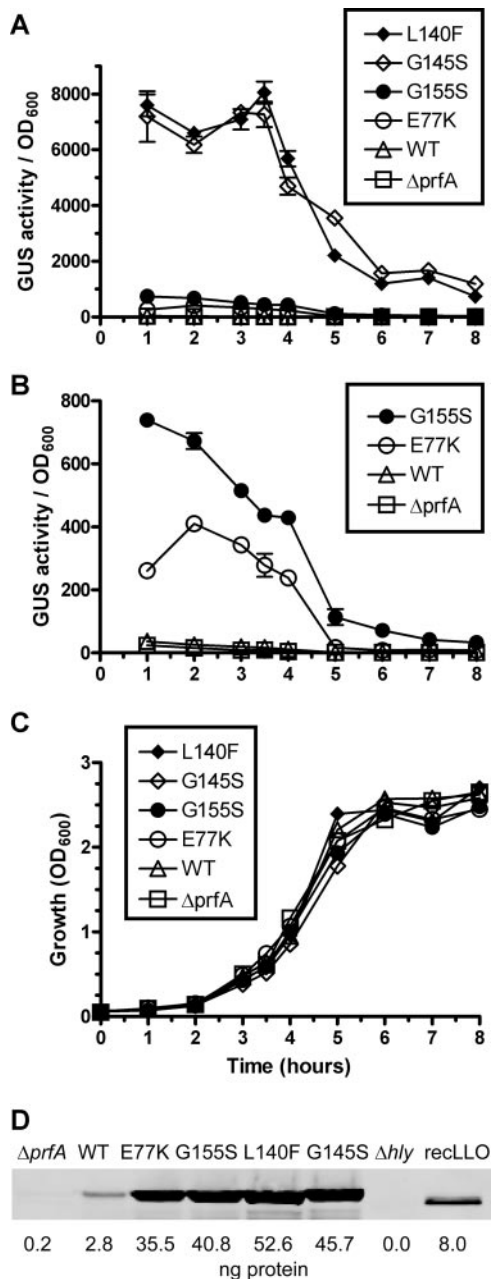 A
L140F
G145S
G155S
E77K
WT
ΔprfA
GUS activity / OD600
8000
6000
4000
2000
0
0 1 2 3 4 5 6 7 8
B
G155S
E77K
WT
ΔprfA
GUS activity / OD600
800
600
400
200
0
0 1 2 3 4 5 6 7 8
C
L140F
G145S
G155S
E77K
WT
ΔprfA
Growth (OD600)
3
2
1
0
0 1 2 3 4 5 6 7 8
Time (hours)
D
ΔprfA WT E77K G155S L140F G145S Δhly recLLO
0.2 2.8 35.5 40.8 52.6 45.7 0.0 8.0
ng protein